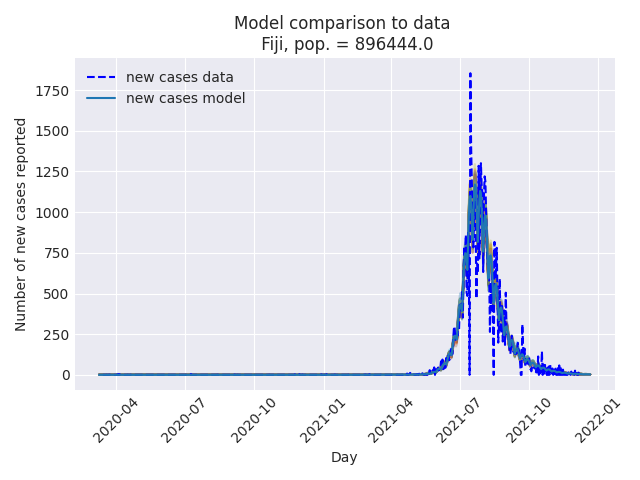 Model comparison to data
Fiji, pop. = 896444.0
new cases data
new cases model
Number of new cases reported
1750
1500
1250
1000
750
500
250
0
2020-04
2020-07
2020-10
2021-01
2021-04
2021-07
2021-10
2022-01
Day